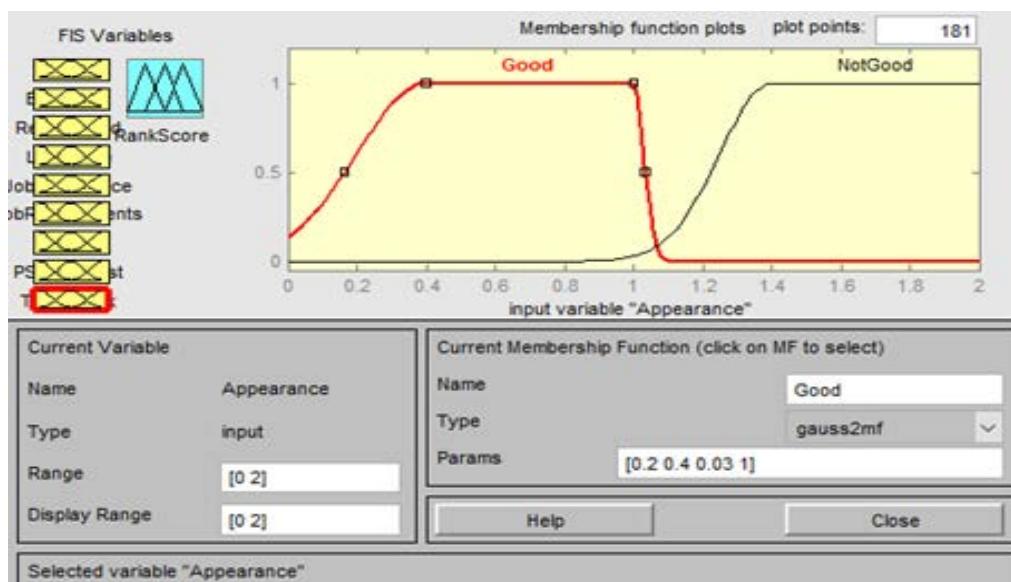 FIS Variables
Membership function plots
plot points:
181
RankScore
Good
NotGood
1
0.5
0
0
0.2
0.4
0.6
0.8
1
1.2
1.4
1.6
1.8
2
input variable "Appearance"
Current Variable
Name
Appearance
Type
input
Range
[0 2]
Display Range
[0 2]
Current Membership Function (click on MF to select)
Name
Good
Type
gauss2mf
Params
[0.2 0.4 0.03 1]
Help
Close
Selected variable "Appearance"